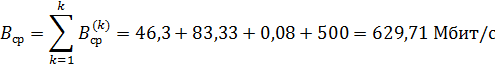 B_ср = ∑_{k=1}^{k} B_ср^{(k)} = 46,3 + 83,33 + 0,08 + 500 = 629,71 Мбит/с